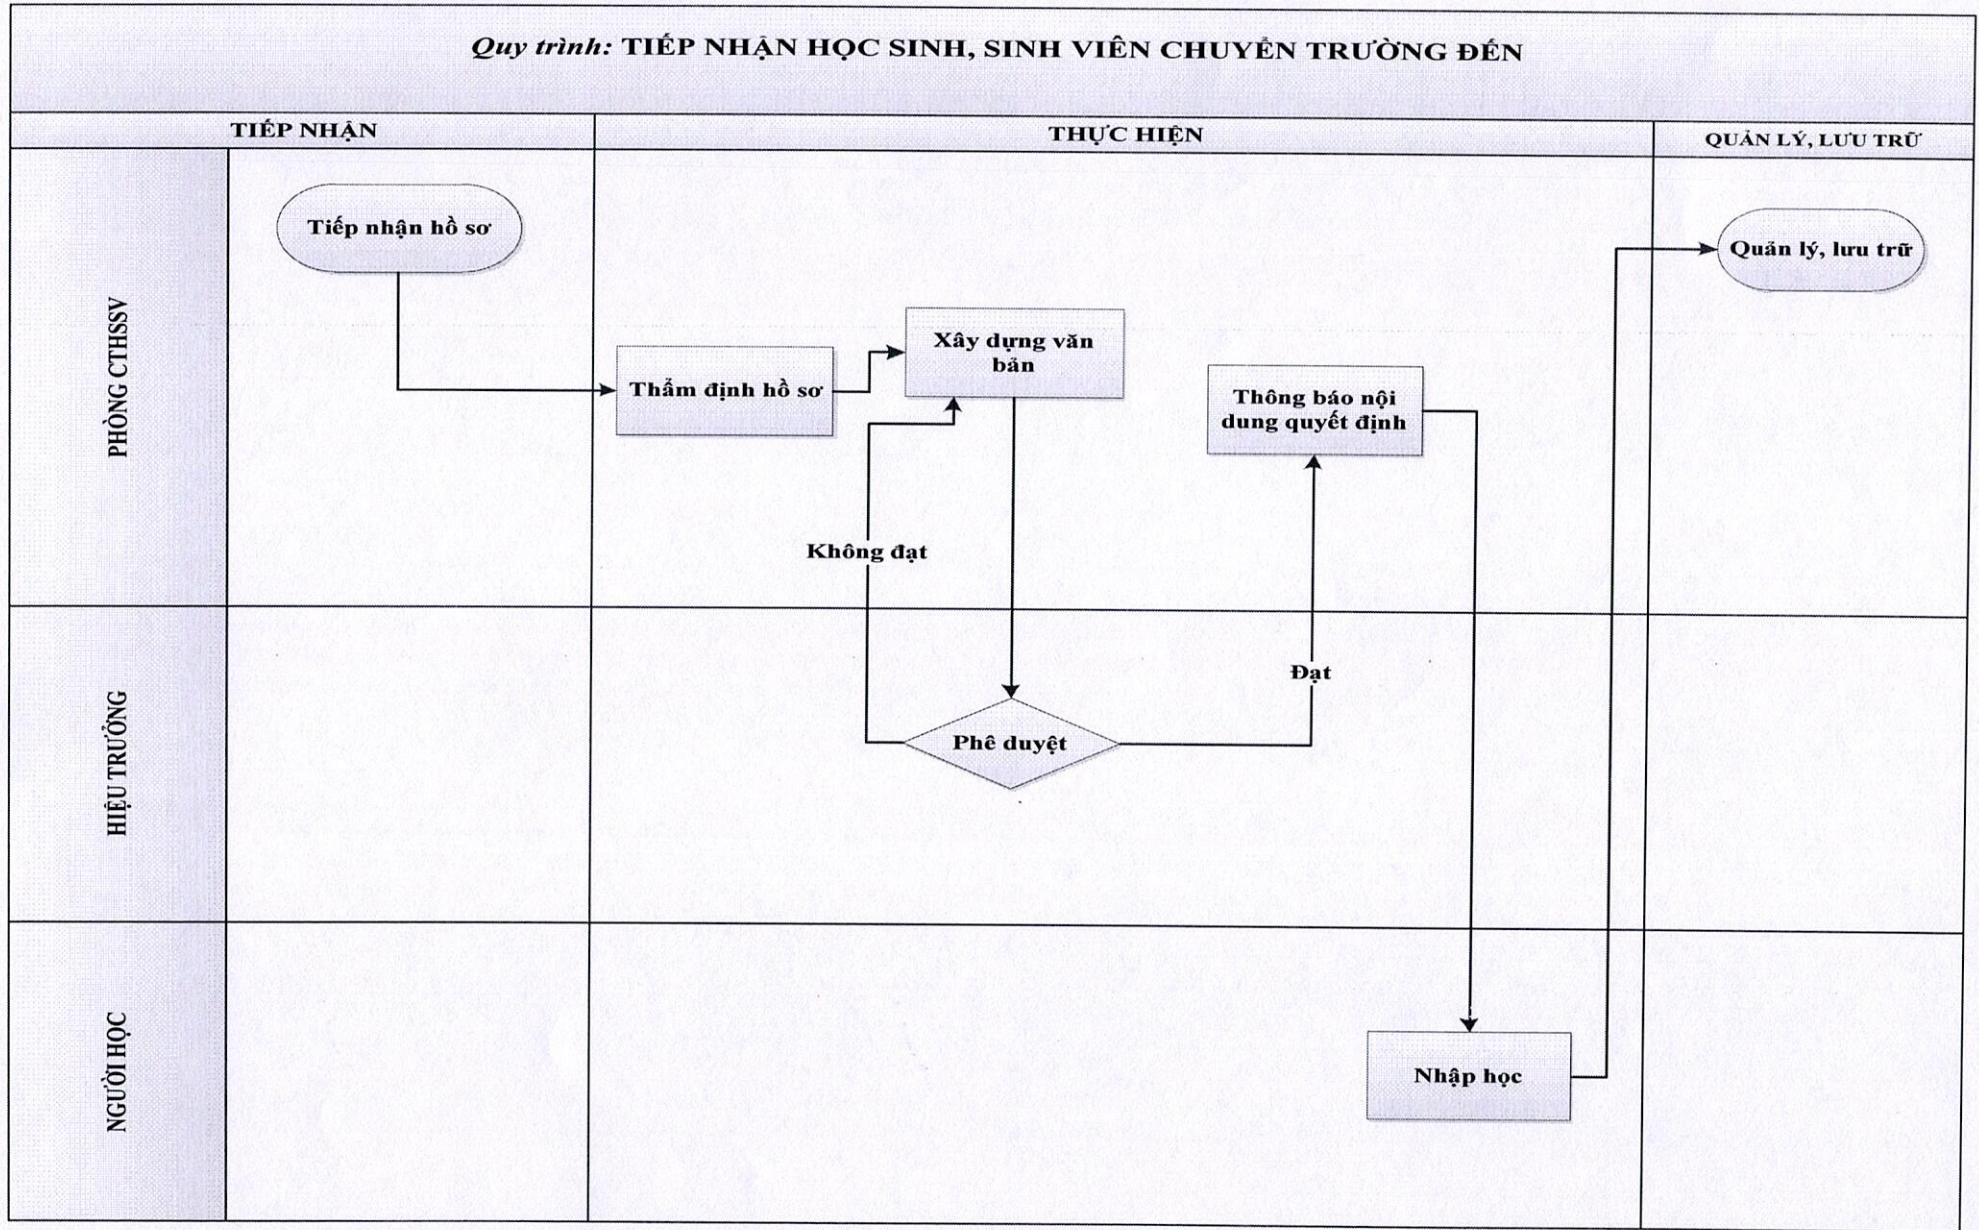 Quy trình: TIẾP NHẬN HỌC SINH, SINH VIÊN CHUYỂN TRƯỜNG ĐẾN
TIẾP NHẬN
THỰC HIỆN
QUẢN LÝ, LƯU TRỮ
PHÒNG CTHSSV
Tiếp nhận hồ sơ
Thẩm định hồ sơ
Xây dựng văn
bản
Thông báo nội
dung quyết định
Quản lý, lưu trữ
Không đạt
HIỆU TRƯỞNG
Phê duyệt
Đạt
NGƯỜI HỌC
Nhập học